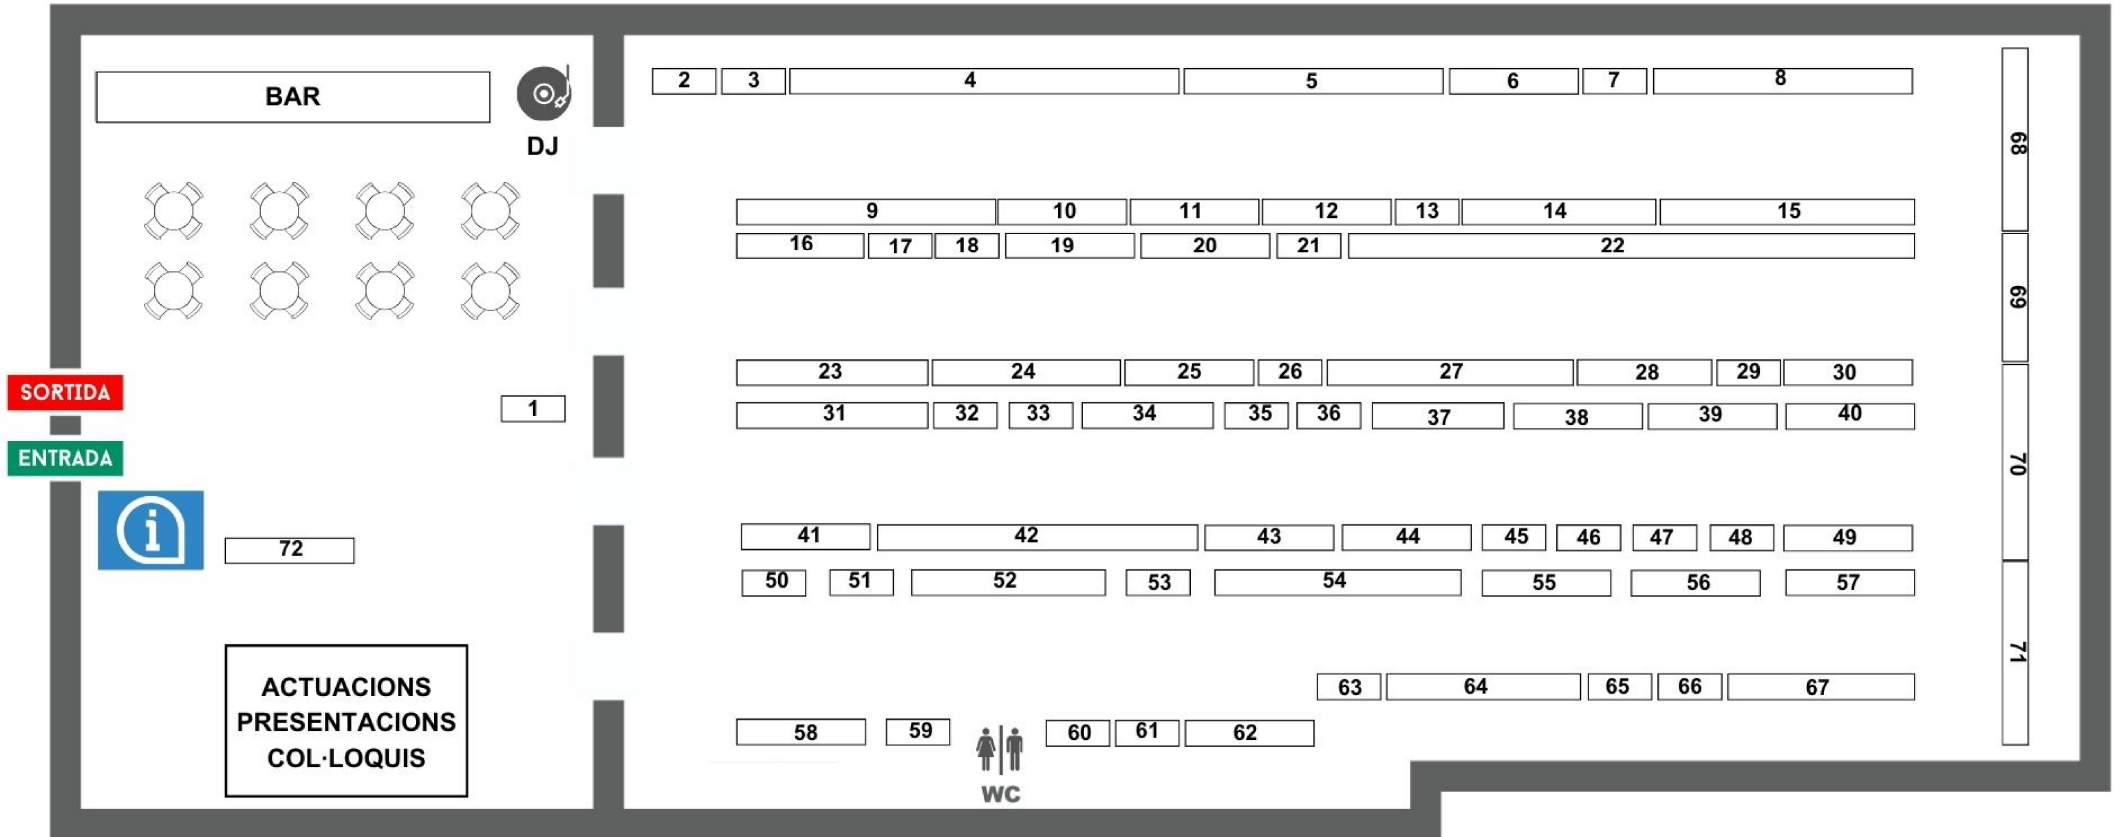 BAR
DJ
2 3 4 5 6 7 8
9 10 11 12 13 14 15
16 17 18 19 20 21 22
23 24 25 26 27 28 29 30
31 32 33 34 35 36 37 38 39 40
41 42 43 44 45 46 47 48 49
50 51 52 53 54 55 56 57
63 64 65 66 67
58 59 60 61 62
WC
68
69
70
71
SORTIDA
ENTRADA
1
i
72
ACTUACIONS
PRESENTACIONS
COL·LOQUIS